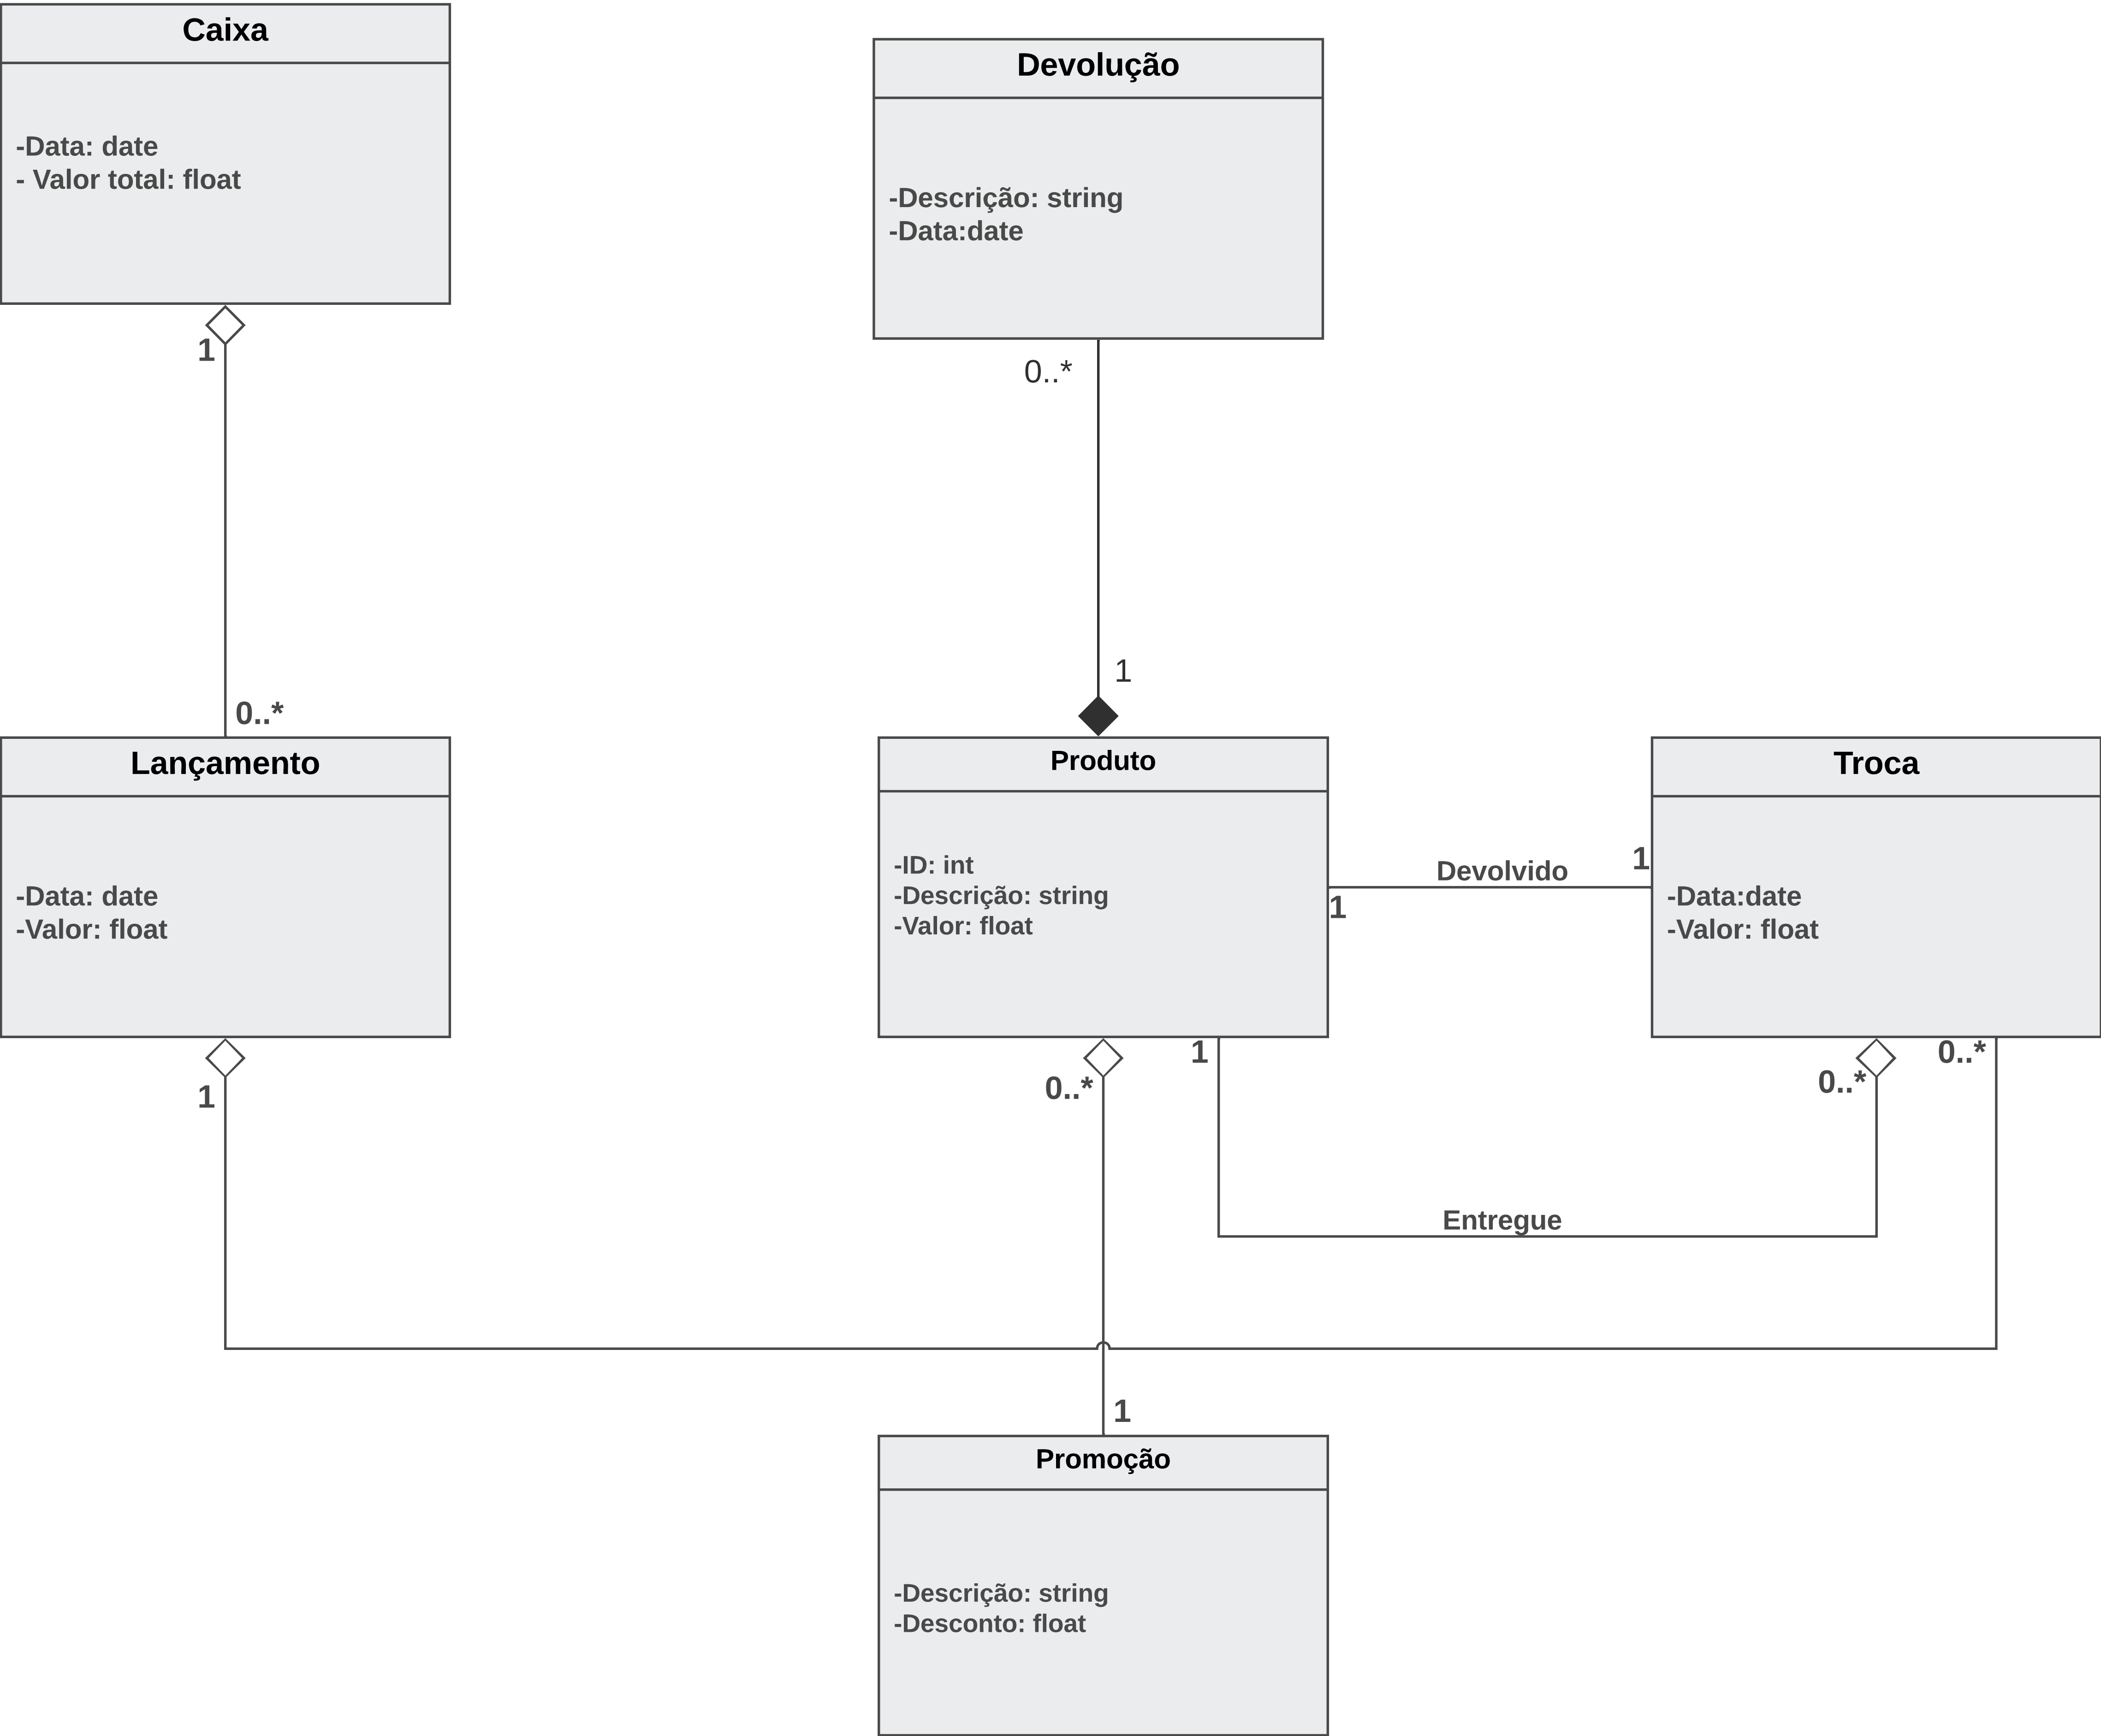 Caixa
-Data: date
- Valor total: float
1
0..*
Devolução
-Descrição: string
-Data:date
0..*
1
Lançamento
-Data: date
-Valor: float
1
Produto
-ID: int
-Descrição: string
-Valor: float
1
Devolvido
1
Troca
-Data:date
-Valor: float
0..*
1
0..*
0..*
Entregue
1
Promoção
-Descrição: string
-Desconto: float